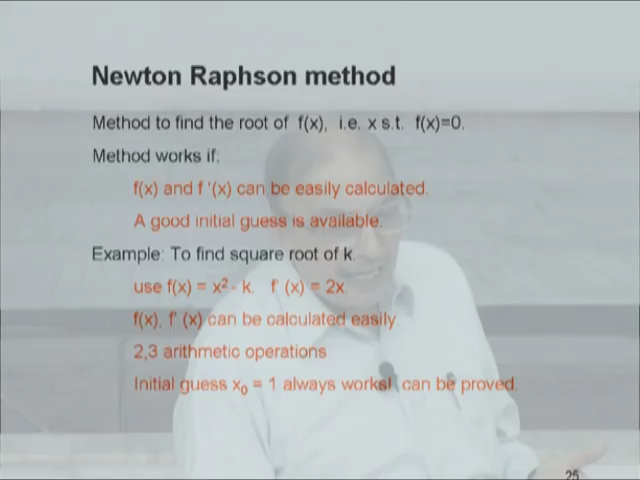 Newton Raphson method
Method to find the root of f(x), i.e. x s.t. f(x)=0.
Method works if:
f(x) and f '(x) can be easily calculated.
A good initial guess is available.
Example: To find square root of k.
use f(x) = x² - k. f' (x) = 2x.
f(x), f' (x) can be calculated easily.
2,3 arithmetic operations
Initial guess x₀ = 1 always works! can be proved.
25